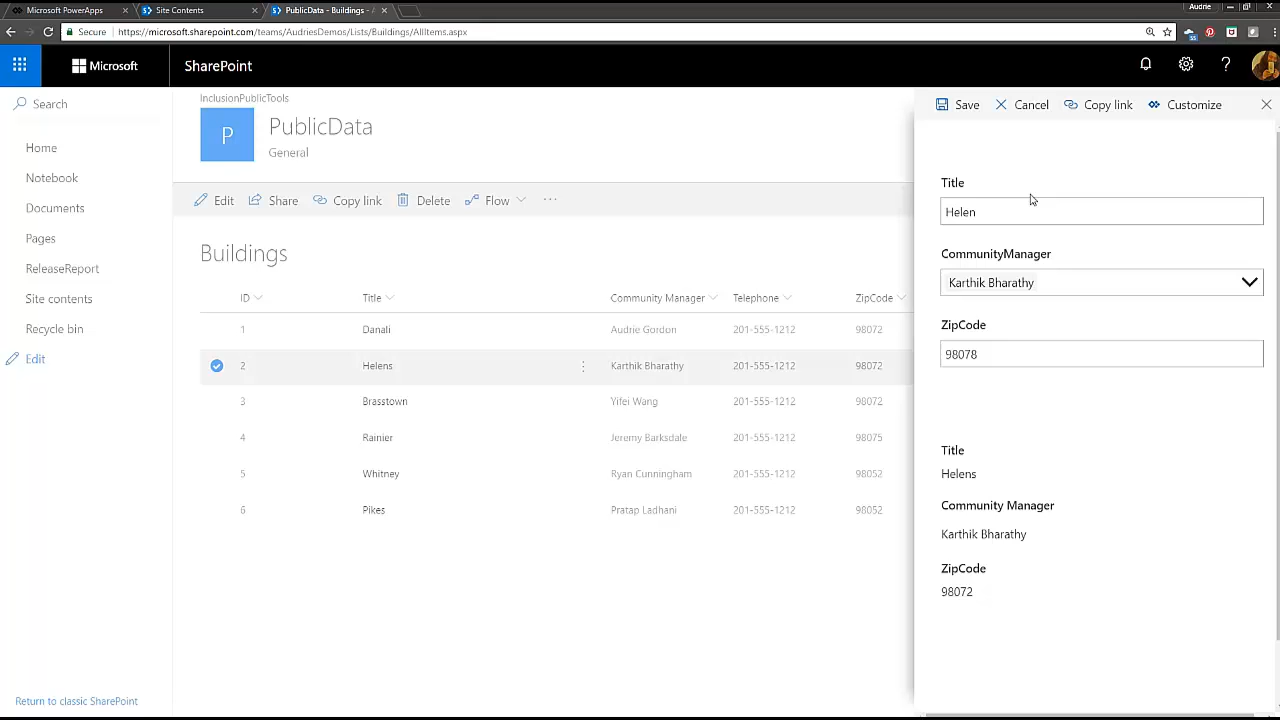 Microsoft PowerApps
Site Contents
PublicData - Buildings - A
Audrie
Secure
https://microsoft.sharepoint.com/teams/AudriesDemos/Lists/Buildings/AllItems.aspx
Microsoft
SharePoint
?
Search
Home
Notebook
Documents
Pages
ReleaseReport
Site contents
Recycle bin
Edit
Return to classic SharePoint
InclusionPublicTools
P
PublicData
General
Edit Share Copy link Delete Flow ...
Buildings
ID Title Community Manager Telephone ZipCode
1 Danali Audrie Gordon 201-555-1212 98072
2 Helens Karthik Bharathy 201-555-1212 98072
3 Brasstown Yifei Wang 201-555-1212 98072
4 Rainier Jeremy Barksdale 201-555-1212 98075
5 Whitney Ryan Cunningham 201-555-1212 98052
6 Pikes Pratap Ladhani 201-555-1212 98052
Save Cancel Copy link Customize
Title
Helen
CommunityManager
Karthik Bharathy
ZipCode
98078
Title
Helens
Community Manager
Karthik Bharathy
ZipCode
98072